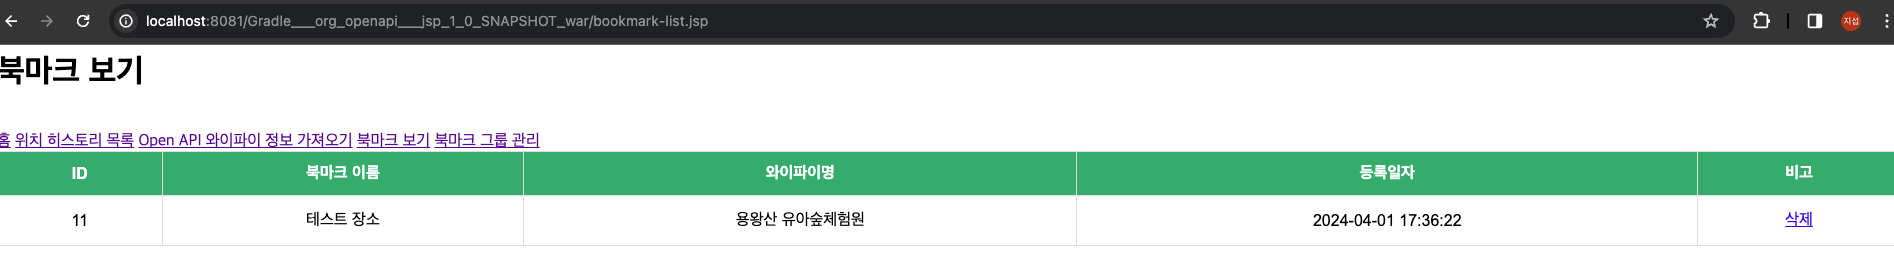 localhost:8081/Gradle___org_openapi___jsp_1_0_SNAPSHOT_war/bookmark-list.jsp 지섭
북마크 보기
홈 위치 히스토리 목록 Open API 와이파이 정보 가져오기 북마크 보기 북마크 그룹 관리
ID 북마크 이름 와이파이명 등록일자 비고
11 테스트 장소 용왕산 유아숲체험원 2024-04-01 17:36:22 삭제